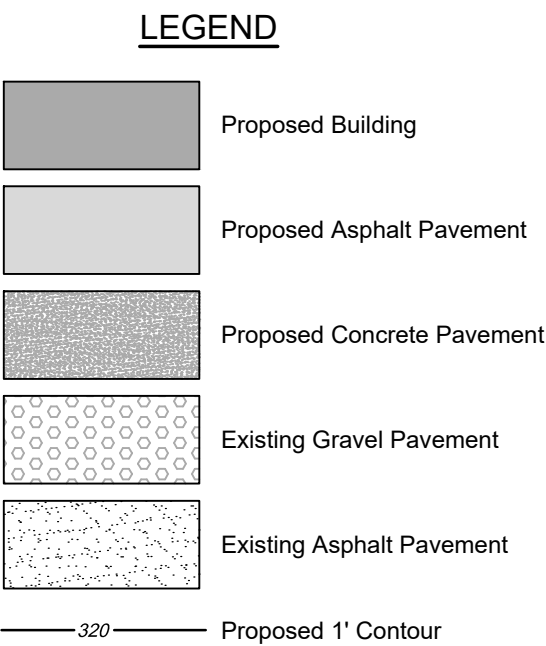 LEGEND
Proposed Building
Proposed Asphalt Pavement
Proposed Concrete Pavement
Existing Gravel Pavement
Existing Asphalt Pavement
320 Proposed 1' Contour